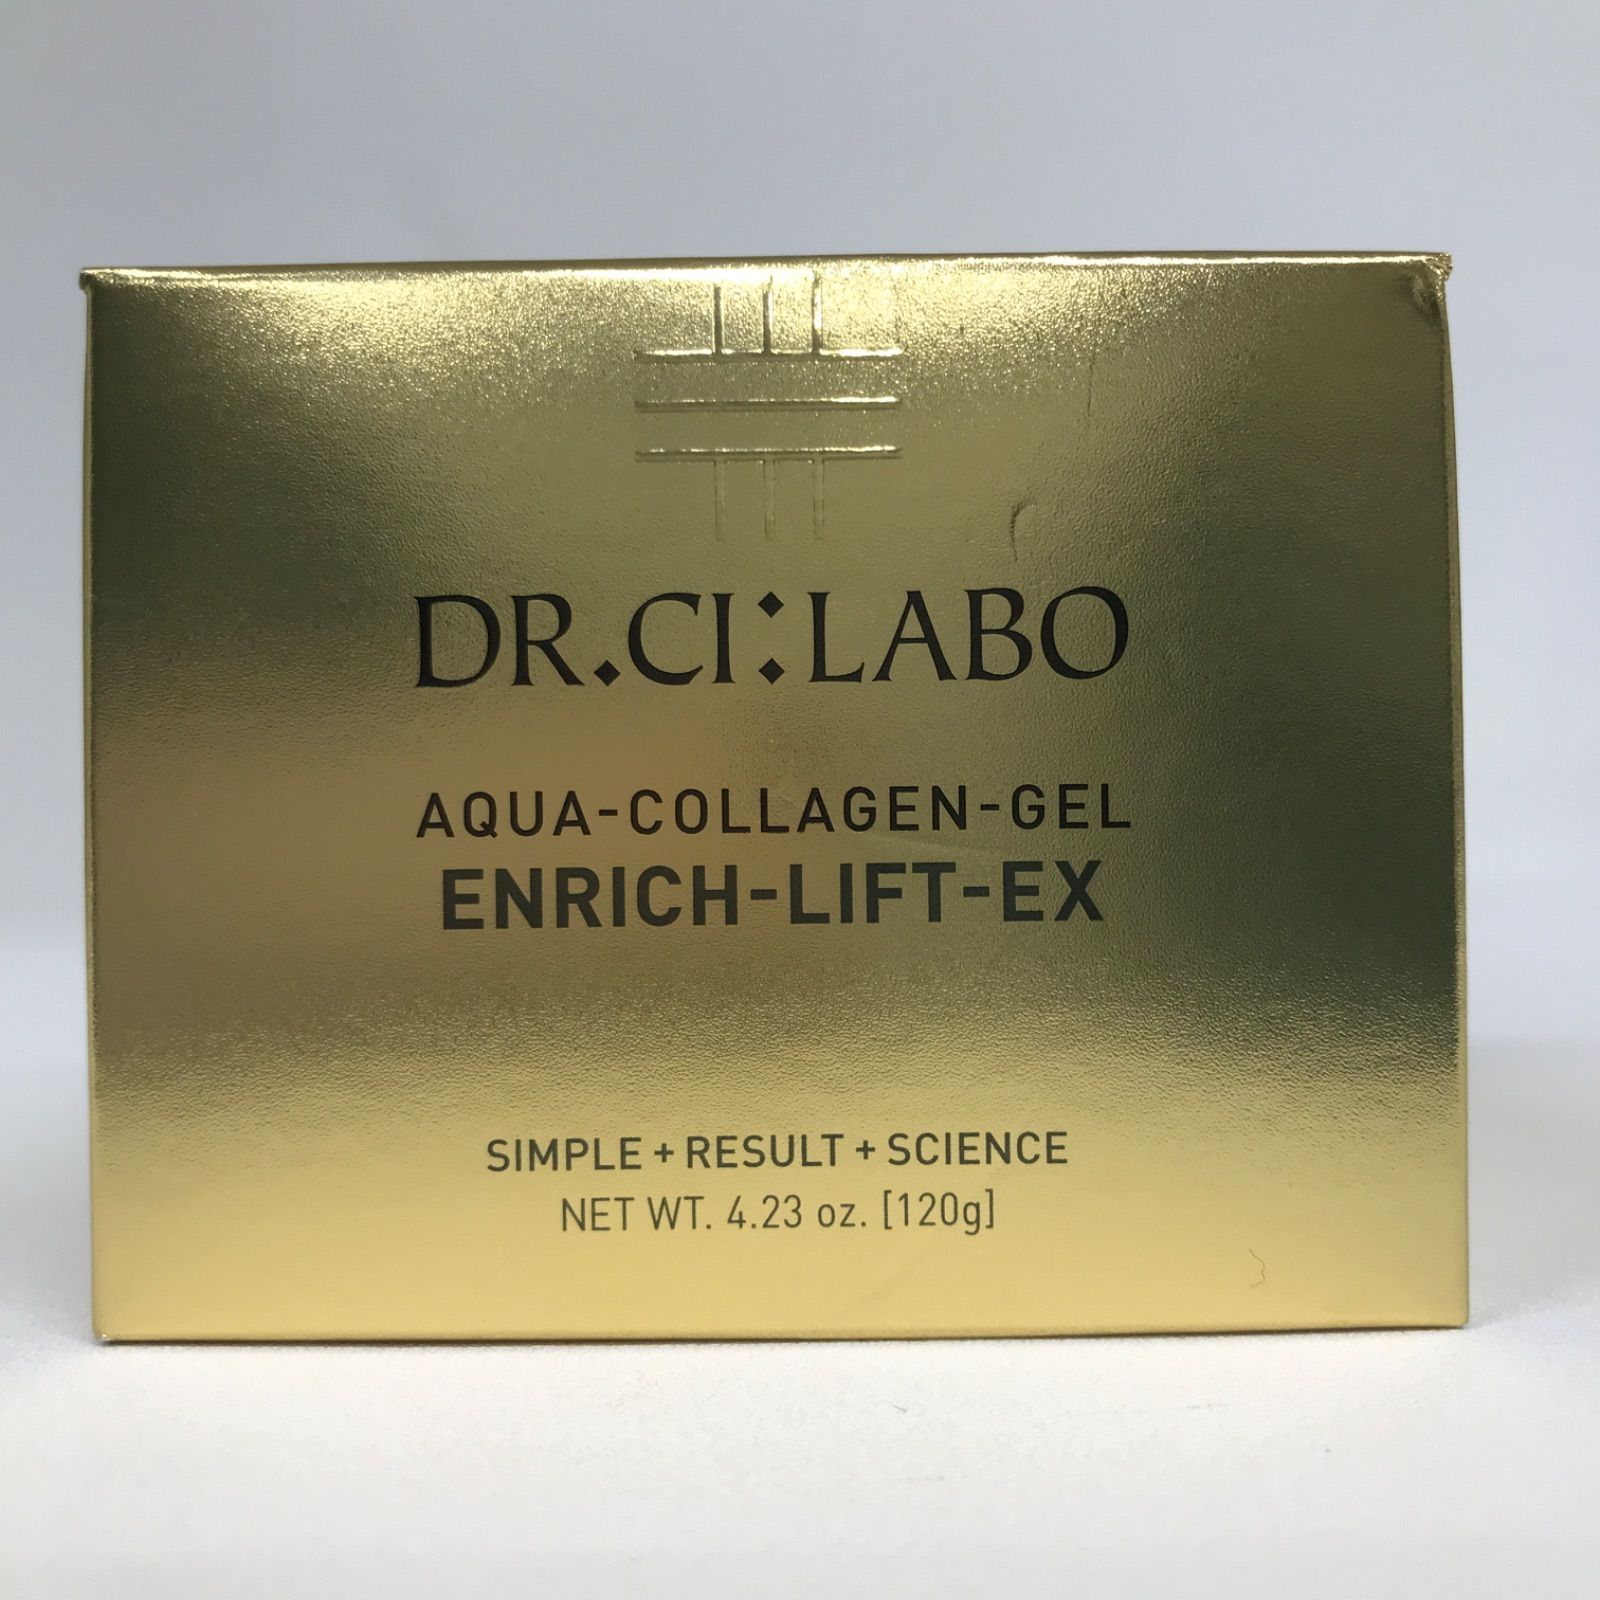 DR.CI:LABO
AQUA-COLLAGEN-GEL
ENRICH-LIFT-EX
SIMPLE + RESULT + SCIENCE
NET WT. 4.23 oz. [120g]